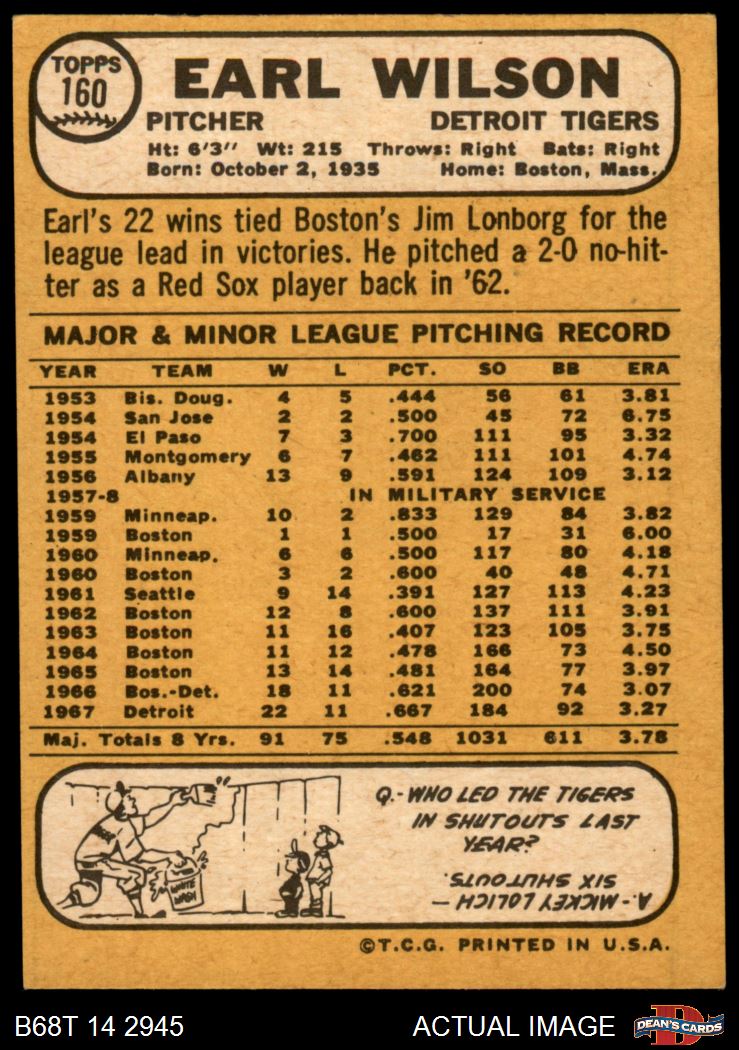 TOPPS
160
EARL WILSON
PITCHER DETROIT TIGERS
Ht: 6'3'' Wt: 215 Throws: Right Bats: Right
Born: October 2, 1935 Home: Boston, Mass.
Earl's 22 wins tied Boston's Jim Lonborg for the
league lead in victories. He pitched a 2-0 no-hit-
ter as a Red Sox player back in '62.
MAJOR & MINOR LEAGUE PITCHING RECORD
YEAR TEAM W L PCT. SO BB ERA
1953 Bis. Doug. 4 5 .444 56 61 3.81
1954 San Jose 2 2 .500 45 72 6.75
1954 El Paso 7 3 .700 111 95 3.32
1955 Montgomery 6 7 .462 111 101 4.74
1956 Albany 13 9 .591 124 109 3.12
1957-8 IN MILITARY SERVICE
1959 Minneap. 10 2 .833 129 84 3.82
1959 Boston 1 1 .500 17 31 6.00
1960 Minneap. 6 6 .500 117 80 4.18
1960 Boston 3 2 .600 40 48 4.71
1961 Seattle 9 14 .391 127 113 4.23
1962 Boston 12 8 .600 137 111 3.91
1963 Boston 11 16 .407 123 105 3.75
1964 Boston 11 12 .478 166 73 4.50
1965 Boston 13 14 .481 164 77 3.97
1966 Bos.-Det. 18 11 .621 200 74 3.07
1967 Detroit 22 11 .667 184 92 3.27
Maj. Totals 8 Yrs. 91 75 .548 1031 611 3.78
WHITE
WASH
Q.- WHO LED THE TIGERS
IN SHUTOUTS LAST
YEAR?
A.- MICKEY LOLICH —
SIX SHUTOUTS.
©T.C.G. PRINTED IN U.S.A.
B68T 14 2945 ACTUAL IMAGE
DEAN'S CARDS